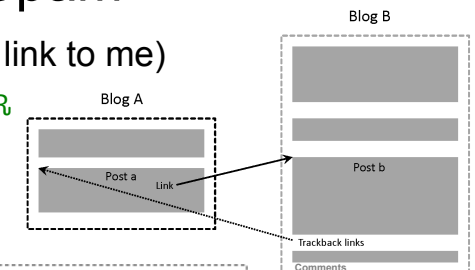 Blog B
link to me)
Blog A
Post a
Link
Post b
Trackback links
Comments